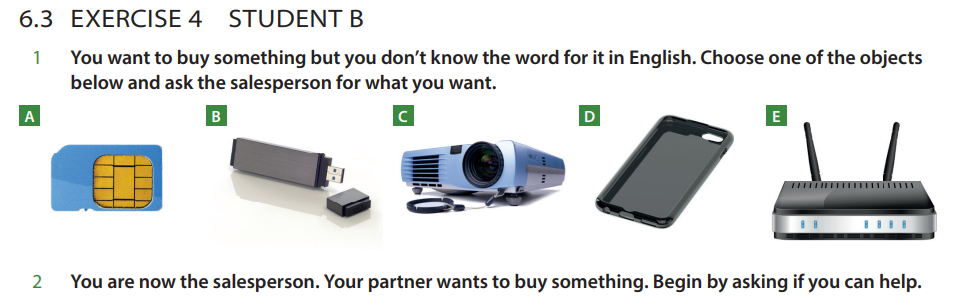 6.3 EXERCISE 4 STUDENT B
1 You want to buy something but you don't know the word for it in English. Choose one of the objects
below and ask the salesperson for what you want.
A B C D E
2 You are now the salesperson. Your partner wants to buy something. Begin by asking if you can help.